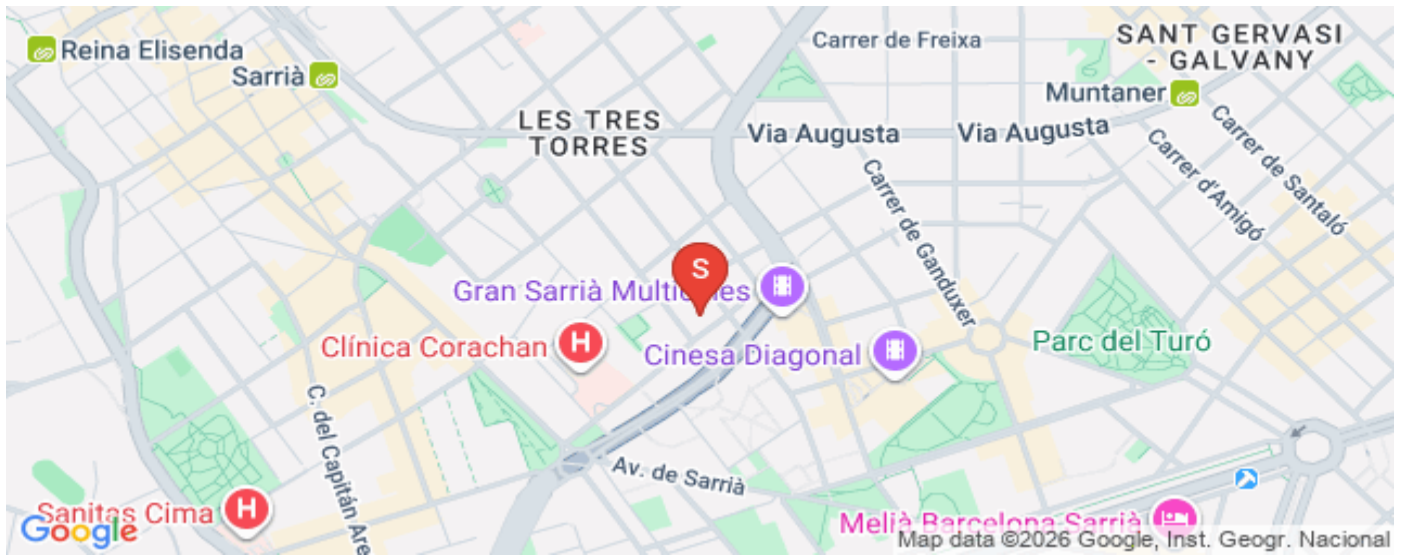 Reina Elisenda
Sarrià
LES TRES
TORRES
Carrer de Freixa
SANT GERVASI
- GALVANY
Muntaner
Via Augusta
Via Augusta
Carrer de Santaló
Carrer d'Amigó
Carrer de Ganduxer
S
Gran Sarrià Multicines
Clínica Corachan
H
Cinesa Diagonal
Parc del Turó
C. del Capitán Are
Av. de Sarrià
Sanitas Cima
H
Melià Barcelona Sarrià
Google
Map data ©2026 Google, Inst. Geogr. Nacional